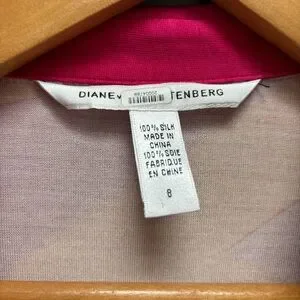 DIANE TENBERG
100% SILK
MADE IN
CHINA
100% SOIE
FABRIQUE
EN CHINE
8